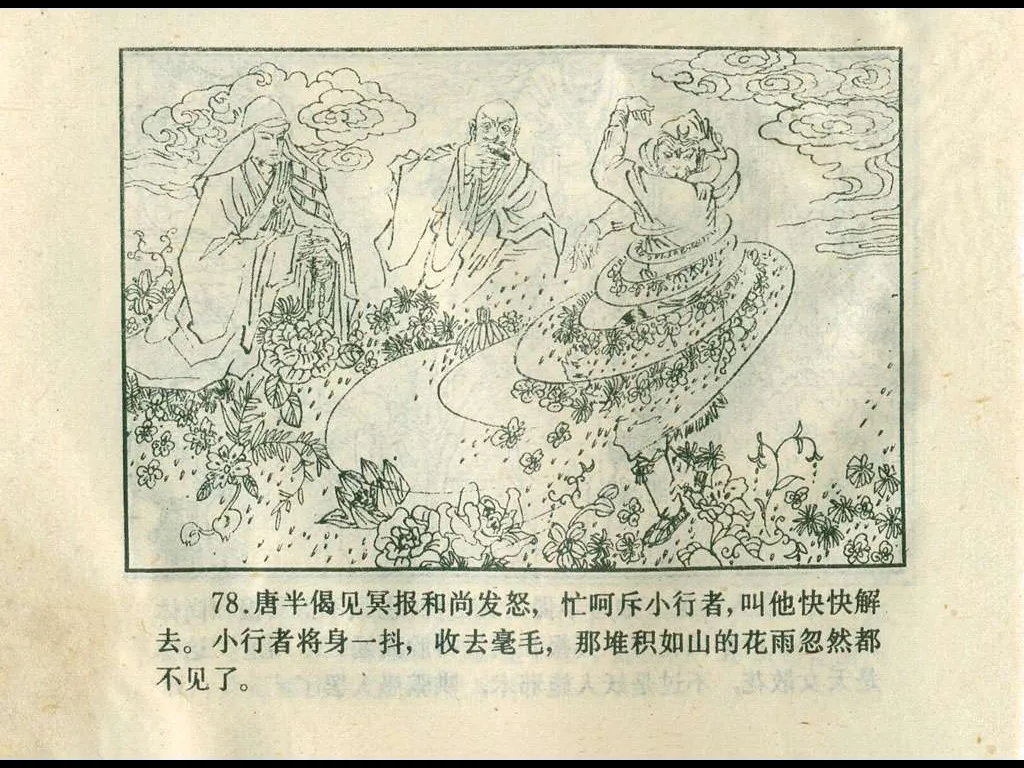 78.唐半偈见冥报和尚发怒，忙呵斥小行者，叫他快快解
去。小行者将身一抖，收去毫毛，那堆积如山的花雨忽然都
不见了。